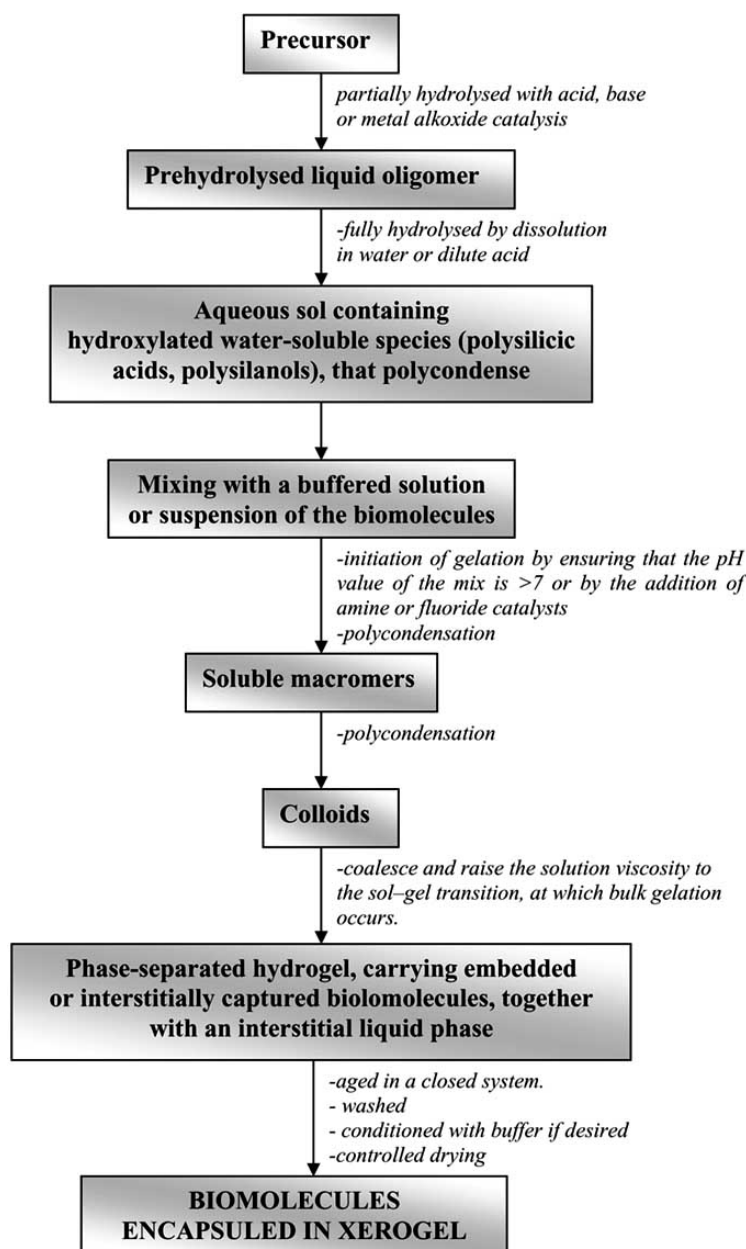 Precursor
partially hydrolysed with acid, base
or metal alkoxide catalysis
Prehydrolysed liquid oligomer
-fully hydrolysed by dissolution
in water or dilute acid
Aqueous sol containing
hydroxylated water-soluble species (polysilicic
acids, polysilanols), that polycondense
Mixing with a buffered solution
or suspension of the biomolecules
-initiation of gelation by ensuring that the pH
value of the mix is >7 or by the addition of
amine or fluoride catalysts
-polycondensation
Soluble macromers
-polycondensation
Colloids
-coalesce and raise the solution viscosity to
the sol–gel transition, at which bulk gelation
occurs.
Phase-separated hydrogel, carrying embedded
or interstitially captured biolomolecules, together
with an interstitial liquid phase
-aged in a closed system.
- washed
- conditioned with buffer if desired
-controlled drying
BIOMOLECULES
ENCAPSULED IN XEROGEL